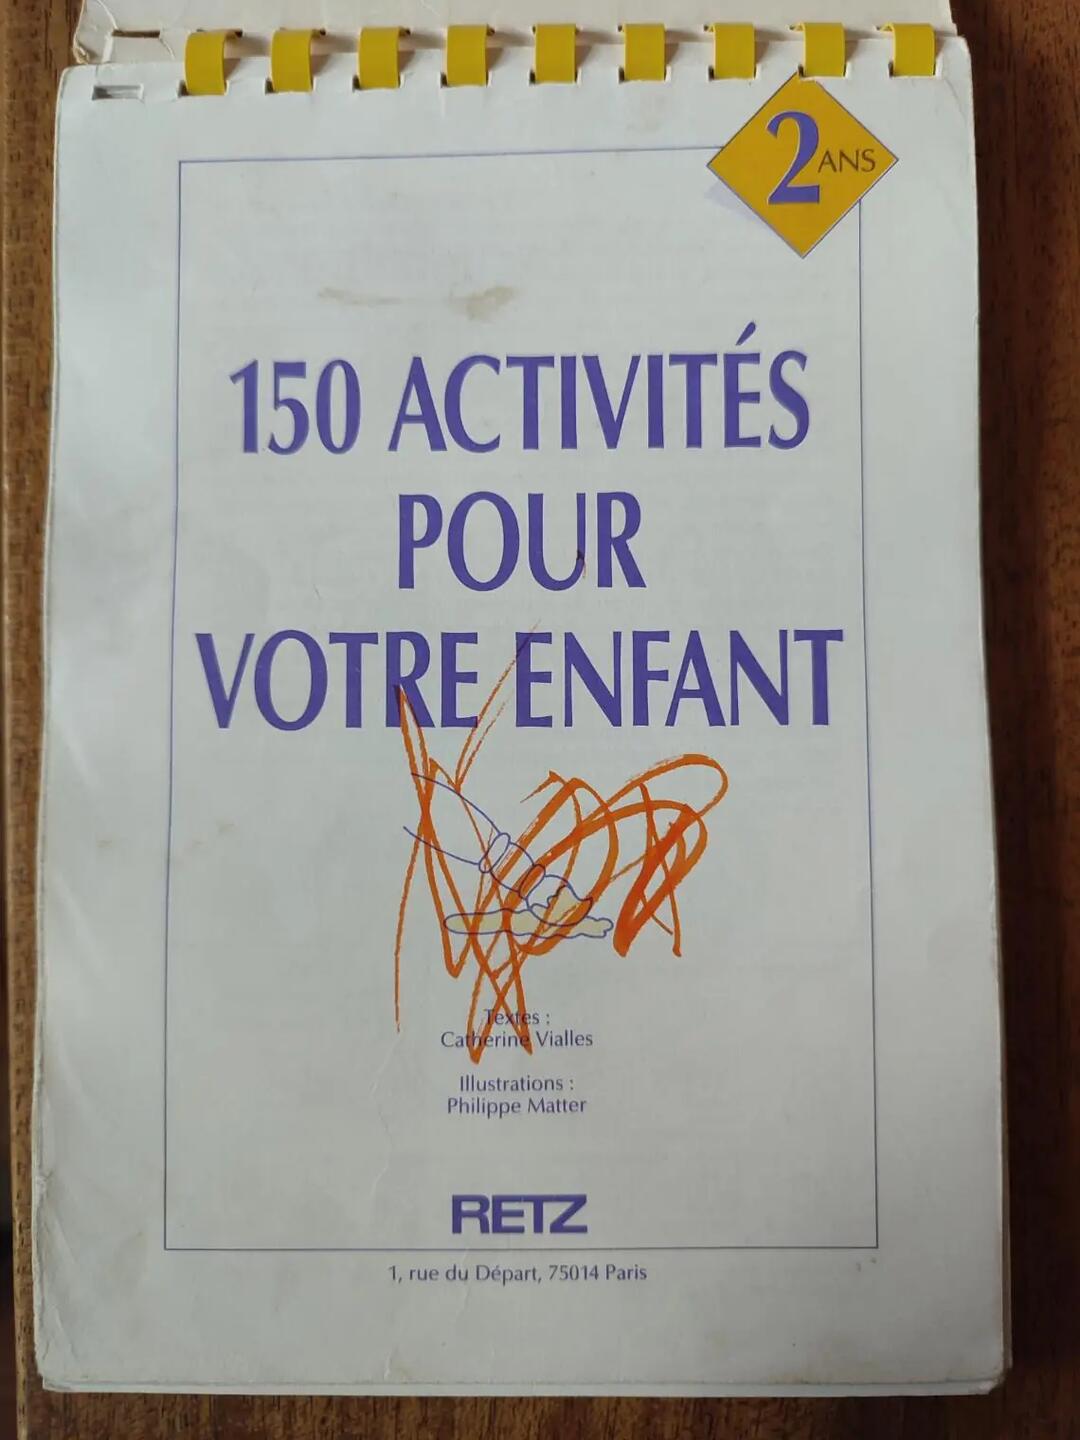 2 ANS
150 ACTIVITÉS
POUR
VOTRE ENFANT
Textes :
Catherine Vialles
Illustrations :
Philippe Matter
RETZ
1, rue du Départ, 75014 Paris